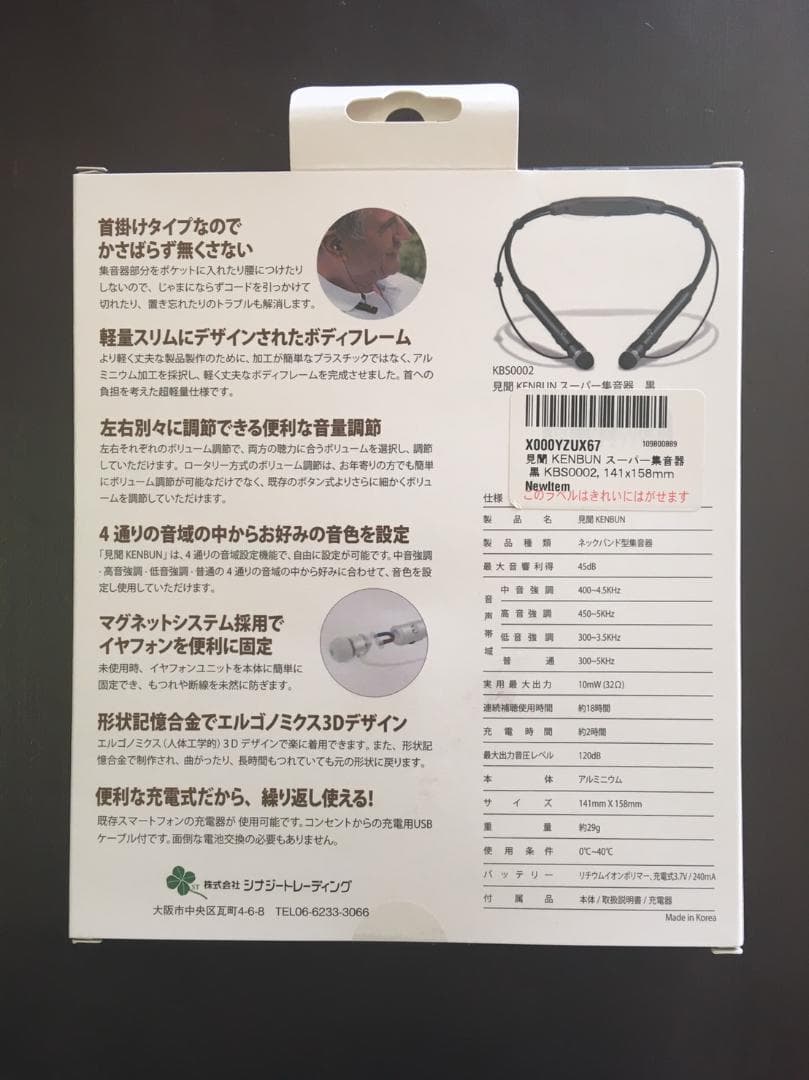 首掛けタイプなので
かさばらず無くさない
集音器部分をポケットに入れたり腰につけたり
しないので、じゃまにならずコードを引っかけて
切れたり、置き忘れたりのトラブルも解消します。
軽量スリムにデザインされたボディフレーム
より軽く丈夫な製品製作のために、加工が簡単なプラスチックではなく、アル
ミニウム加工を採択し、軽く丈夫なボディフレームを完成させました。首への
負担を考えた超軽量仕様です。
左右別々に調節できる便利な音量調節
左右それぞれのボリューム調節で、両方の聴力に合うボリュームを選択し、調節
していただけます。ロータリー方式のボリューム調節は、お年寄りの方でも簡単
にボリューム調節が可能なだけでなく、既存のボタン式よりさらに細かくボリュ
ームを調節していただけます。
4通りの音域の中からお好みの音色を設定
「見聞 KENBUN」は、4通りの音域設定機能で、自由に設定が可能です。中音強調
・高音強調・低音強調・普通の4通りの音域の中から好みに合わせて、音色を設
定し使用していただけます。
マグネットシステム採用で
イヤフォンを便利に固定
未使用時、イヤフォンユニットを本体に簡単に
固定でき、もつれや断線を未然に防ぎます。
形状記憶合金でエルゴノミクス3Dデザイン
エルゴノミクス(人体工学的)3Dデザインで楽に着用できます。また、形状記
憶合金で制作され、曲がったり、長時間もつれていても元の形状に戻ります。
便利な充電式だから、繰り返し使える!
既存スマートフォンの充電器が使用可能です。コンセントからの充電用USB
ケーブル付です。面倒な電池交換の必要もありません。
ST 株式会社 シナジートレーディング
大阪市中央区瓦町4-6-8 TEL06-6233-3066
KBS0002
見聞 KENBUN スーパー集音器 黒
X000YZUX67 109800889
見聞 KENBUN スーパー集音器
黒 KBS0002, 141x158mm
NewItem
このラベルはきれいにはがせます
仕様
製品名 見聞 KENBUN
製品種類 ネックバンド型集音器
最大音響利得 45dB
音声帯域
中音強調 400~4.5KHz
高音強調 450~5KHz
低音強調 300~3.5KHz
普通 300~5KHz
実用最大出力 10mW (32Ω)
連続補聴使用時間 約18時間
充電時間 約2時間
最大出力音圧レベル 120dB
本体 アルミニウム
サイズ 141mm X 158mm
重量 約29g
使用条件 0℃~40℃
バッテリー リチウムイオンポリマー、充電式3.7V / 240mA
付属品 本体 / 取扱説明書 / 充電器
Made in Korea